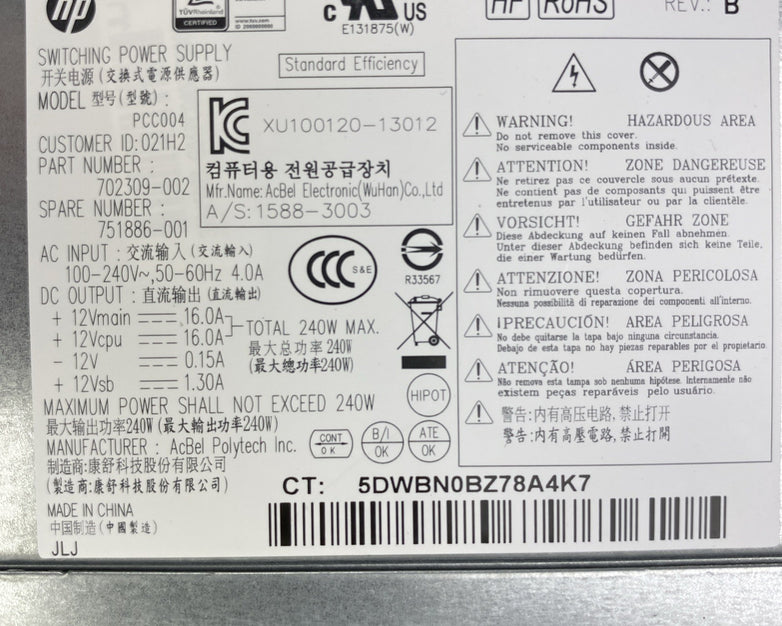 hp
TÜVRheinland
CERTIFIED
www.tuv.com
ID 2000000000
c US
E131875(W)
HF RoHS
REV.: B
SWITCHING POWER SUPPLY
开关电源 (交換式電源供應器)
Standard Efficiency
MODEL 型号(型號) :
PCC004
CUSTOMER ID: 021H2
PART NUMBER :
702309-002
SPARE NUMBER :
751886-001
XU100120-13012
컴퓨터용 전원공급장치
Mfr.Name: AcBel Electronic(WuHan)Co.,Ltd
A/S: 1588-3003
AC INPUT : 交流输入 (交流輸入)
100-240V~,50-60Hz 4.0A
DC OUTPUT : 直流输出 (直流輸出)
+ 12Vmain 16.0A
+ 12Vcpu 16.0A
- 12V 0.15A
+ 12Vsb 1.30A
TOTAL 240W MAX.
最大总功率 240W
(最大總功率240W)
CCC S&E
R33567
HIPOT
MAXIMUM POWER SHALL NOT EXCEED 240W
最大输出功率240W (最大輸出功率240W)
MANUFACTURER : AcBel Polytech Inc.
制造商:康舒科技股份有限公司
(製造商:康舒科技股份有限公司)
CONT OK
B/I OK
ATE OK
MADE IN CHINA
中国制造 (中國製造)
JLJ
CT: 5DWBN0BZ78A4K7
WARNING! HAZARDOUS AREA
Do not remove this cover.
No serviceable components inside.
ATTENTION! ZONE DANGEREUSE
Ne retirez pas ce couvercle sous aucun prétexte.
Ne contient pas de composants qui puissent être
entretenus par l'utilisateur ou par la clientèle.
VORSICHT! GEFAHR ZONE
Diese Abdeckung auf keinen Fall abnehmen.
Unter dieser Abdeckung befinden sich keine Teile,
die einer Wartung bedürfen.
ATTENZIONE! ZONA PERICOLOSA
Non rimuovere questa copertura.
Nessuna possibilità di reparazione dei componenti all'interno.
¡PRECAUCIÓN! AREA PELIGROSA
No debe quitarse la tapa bajo ninguna circunstancia.
Debajo de esta tapa no hay piezas reparables por el propietario
ATENÇÃO! ÁREA PERIGOSA
Não remova esta tampa sob nenhuma hipótese. Internamente não
existem peças reparáveis pelo usuário.
警告:内有高压电路,禁止打开
警告:內有高壓電路,禁止打開